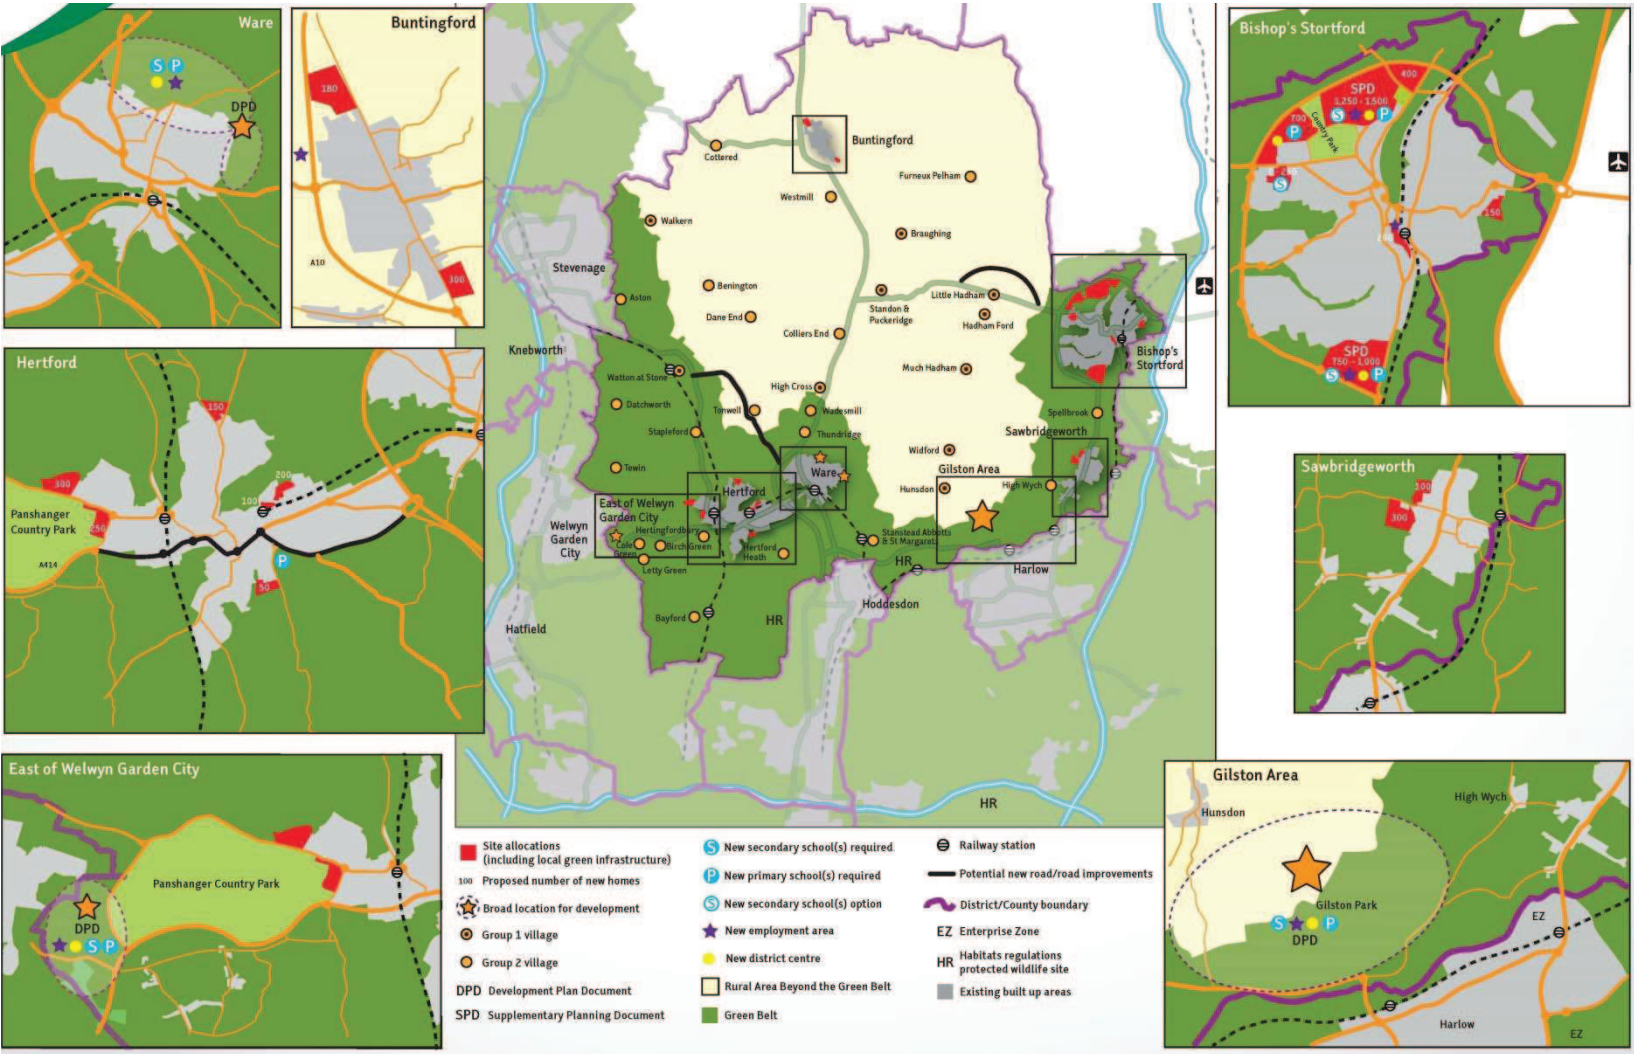 Ware
S P
DPD
Buntingford
180
A10
300
Bishop's Stortford
400
SPD
1,250 - 1,500
S P
700
P
Country Park
S
150
SPD
750 - 1,000
S P
Buntingford
Cottered
Furneux Pelham
Westmill
Walkern
Braughing
Stevenage
Benington
Aston
Little Hadham
Standon &
Puckeridge
Hadham Ford
Dane End
Colliers End
Knebworth
Bishop's
Stortford
Watton at Stone
Much Hadham
High Cross
Datchworth
Tonwell
Wadesmill
Spellbrook
Stapleford
Thundridge
Sawbridgeworth
Widford
Tewin
Ware
Gilston Area
Hertford
Hunsdon
High Wych
East of Welwyn
Garden City
Welwyn
Garden
City
Hertingfordbury
Cole
Green
Birch Green
Hertford
Heath
Stanstead Abbotts
& St Margarets
Letty Green
HR
Harlow
Hoddesdon
Bayford
HR
Hatfield
HR
Hertford
150
300
200
100
Panshanger
Country Park
250
A414
P
50
Sawbridgeworth
100
300
East of Welwyn Garden City
Panshanger Country Park
DPD
S P
Gilston Area
Hunsdon
High Wych
Gilston Park
S P
DPD
EZ
Harlow
EZ
Site allocations
(including local green infrastructure)
100 Proposed number of new homes
Broad location for development
Group 1 village
Group 2 village
DPD Development Plan Document
SPD Supplementary Planning Document
S New secondary school(s) required
P New primary school(s) required
S New secondary school(s) option
New employment area
New district centre
Rural Area Beyond the Green Belt
Green Belt
Railway station
Potential new road/road improvements
District/County boundary
EZ Enterprise Zone
HR Habitats regulations
protected wildlife site
Existing built up areas